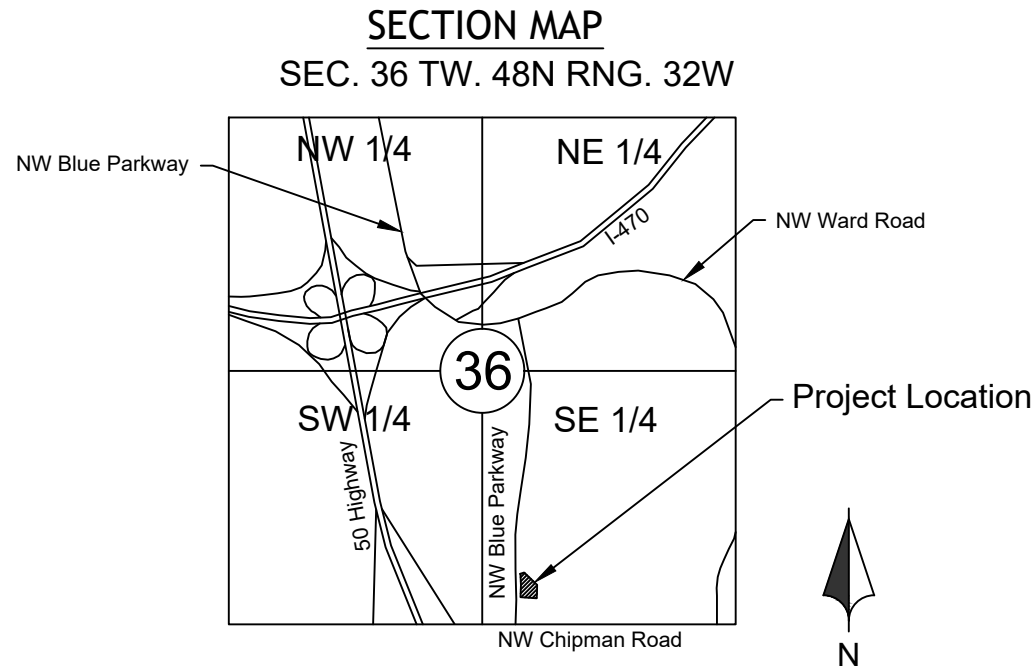 SECTION MAP
SEC. 36 TW. 48N RNG. 32W
NW 1/4
NE 1/4
NW Blue Parkway
I-470
NW Ward Road
36
Project Location
SW 1/4
SE 1/4
50 Highway
NW Blue Parkway
NW Chipman Road
N